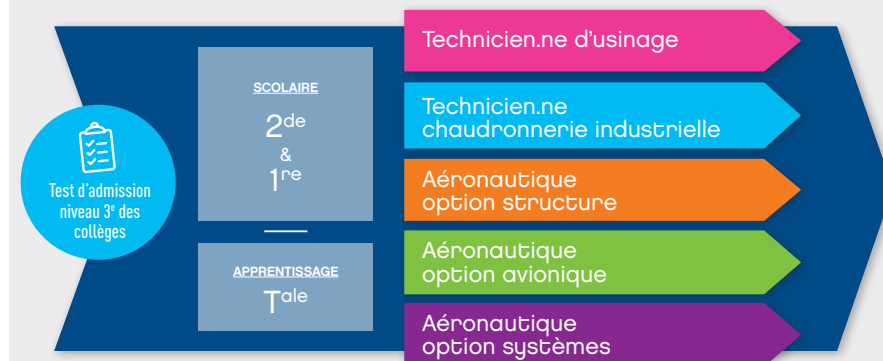 Test d'admission
niveau 3e des
collèges
SCOLAIRE
2de
&
1re
APPRENTISSAGE
Tale
Technicien.ne d'usinage
Technicien.ne
chaudronnerie industrielle
Aéronautique
option structure
Aéronautique
option avionique
Aéronautique
option systèmes